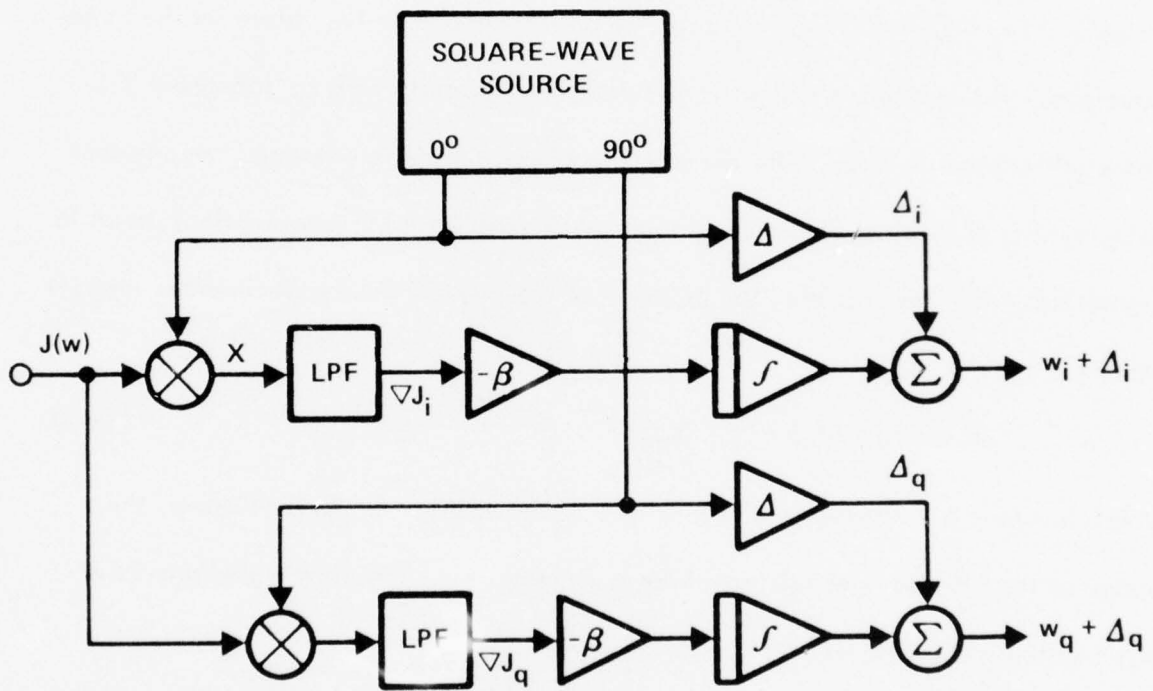 SQUARE-WAVE
SOURCE
0° 90°
Δ Δi
J(w) X LPF ∇Ji -β ∫ Σ wi + Δi
Δ Δq
LPF ∇Jq -β ∫ Σ wq + Δq